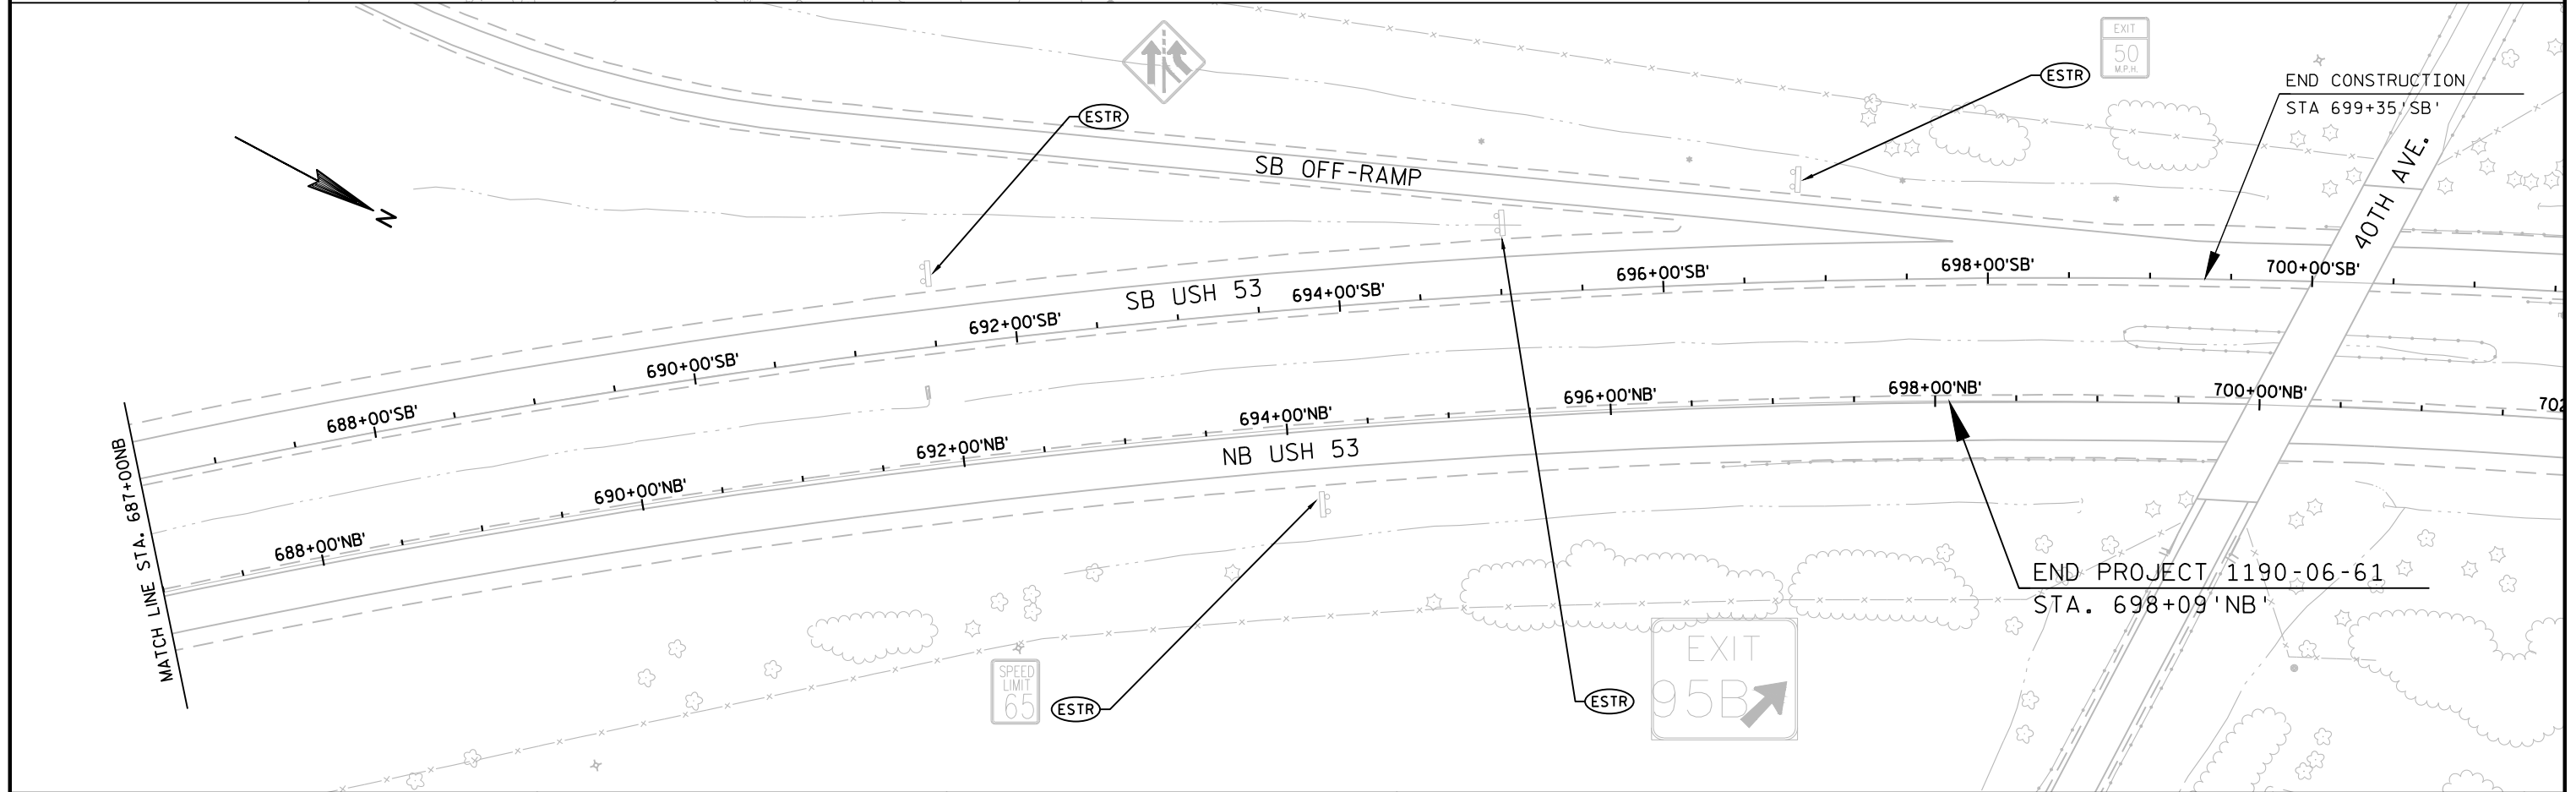 EXIT
50
M.P.H.
ESTR
END CONSTRUCTION
STA 699+35'SB'
ESTR
40TH AVE.
SB OFF-RAMP
N
SB USH 53
688+00'SB'
690+00'SB'
692+00'SB'
694+00'SB'
696+00'SB'
698+00'SB'
700+00'SB'
MATCH LINE STA. 687+00NB
688+00'NB'
690+00'NB'
692+00'NB'
694+00'NB'
696+00'NB'
698+00'NB'
700+00'NB'
702
NB USH 53
END PROJECT 1190-06-61
STA. 698+09'NB'
SPEED
LIMIT
65
ESTR
ESTR
EXIT
95B